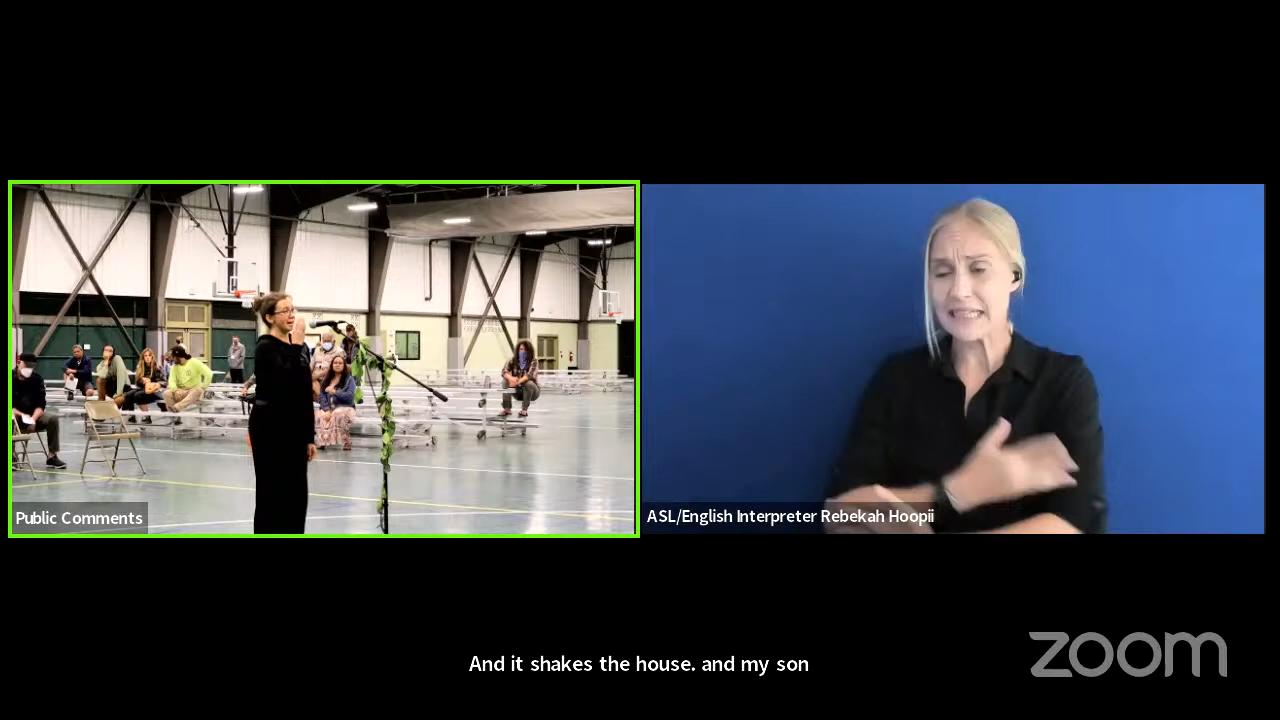 Public Comments
ASL/English Interpreter Rebekah Hoopii
And it shakes the house. and my son
zoom